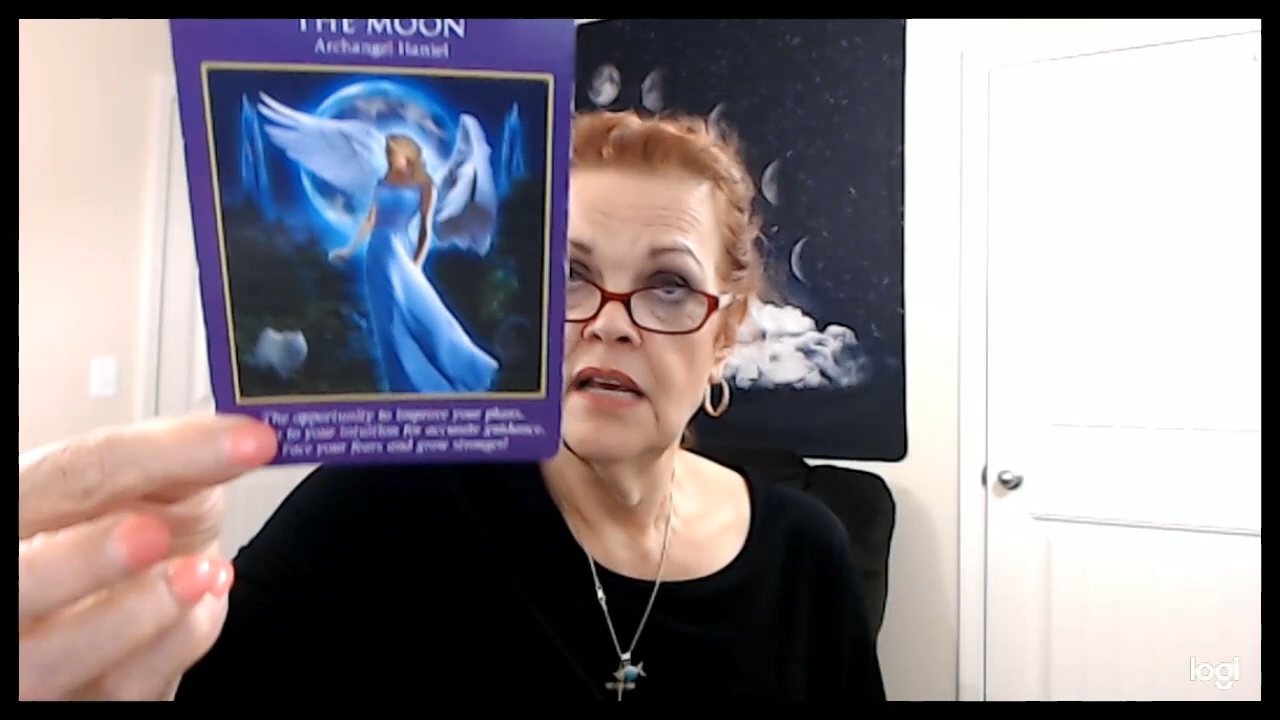 THE MOON
Archangel Haniel
The opportunity to improve your plans.
to your intuition for accurate guidance.
Face your fears and grow stronger!
logi